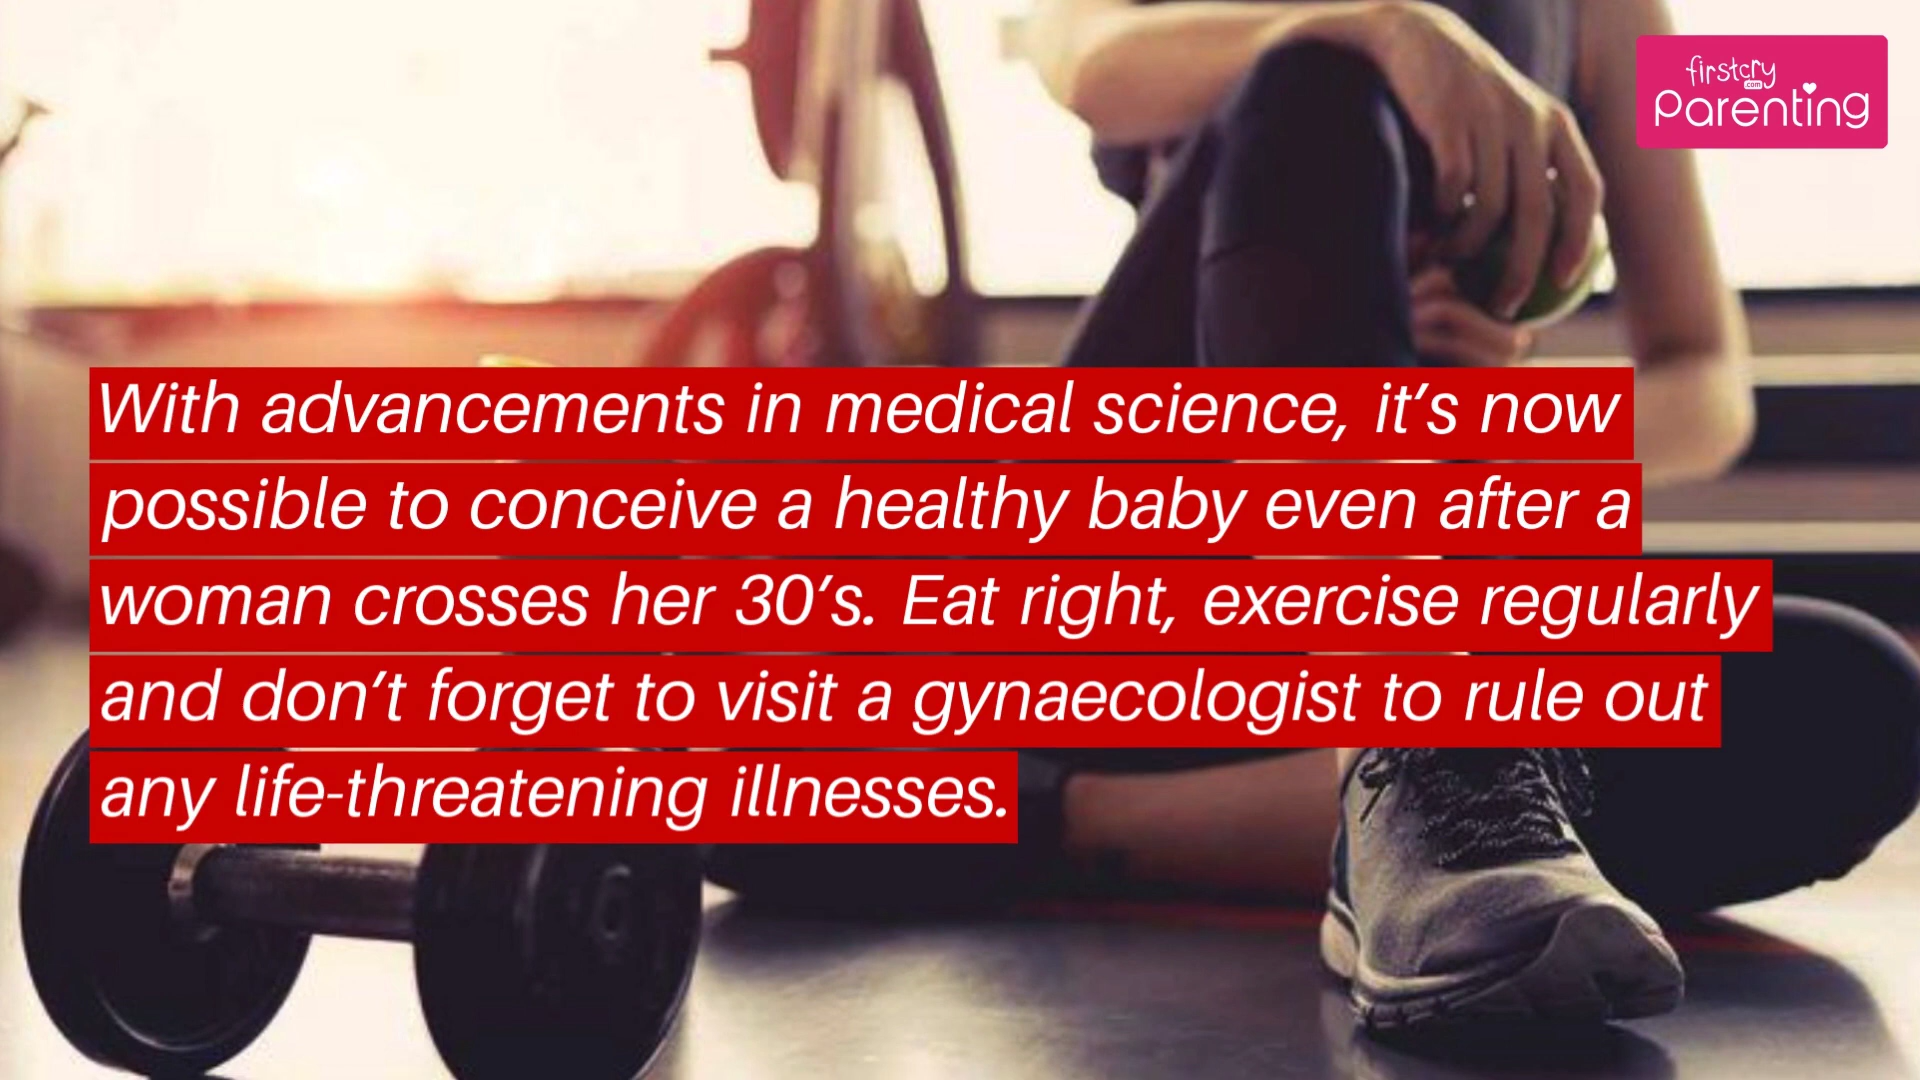 firstcry
.com
Parenting
With advancements in medical science, it’s now
possible to conceive a healthy baby even after a
woman crosses her 30’s. Eat right, exercise regularly
and don’t forget to visit a gynaecologist to rule out
any life-threatening illnesses.